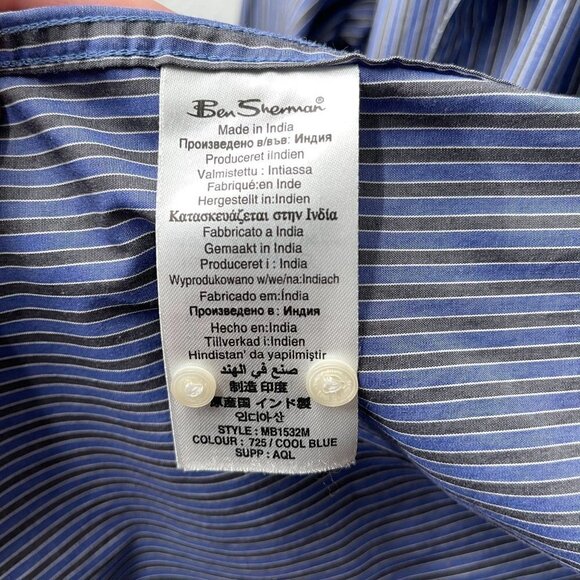 Ben Sherman®
Made in India
Произведено в/във: Индия
Produceret iIndien
Valmistettu : Intiassa
Fabriqué:en Inde
Hergestellt in:Indien
Κατασκευάζεται στην Ινδία
Fabbricato a India
Gemaakt in:India
Produceret i : India
Wyprodukowano w/we/na:Indiach
Fabricado em:Índia
Произведено в: Индия
Hecho en:India
Tillverkad i:Indien
Hindistan' da yapilmiştir
صنع في الهند
制造 印度
原産国 インド製
인디아산
STYLE : MB1532M
COLOUR : 725 / COOL BLUE
SUPP : AQL